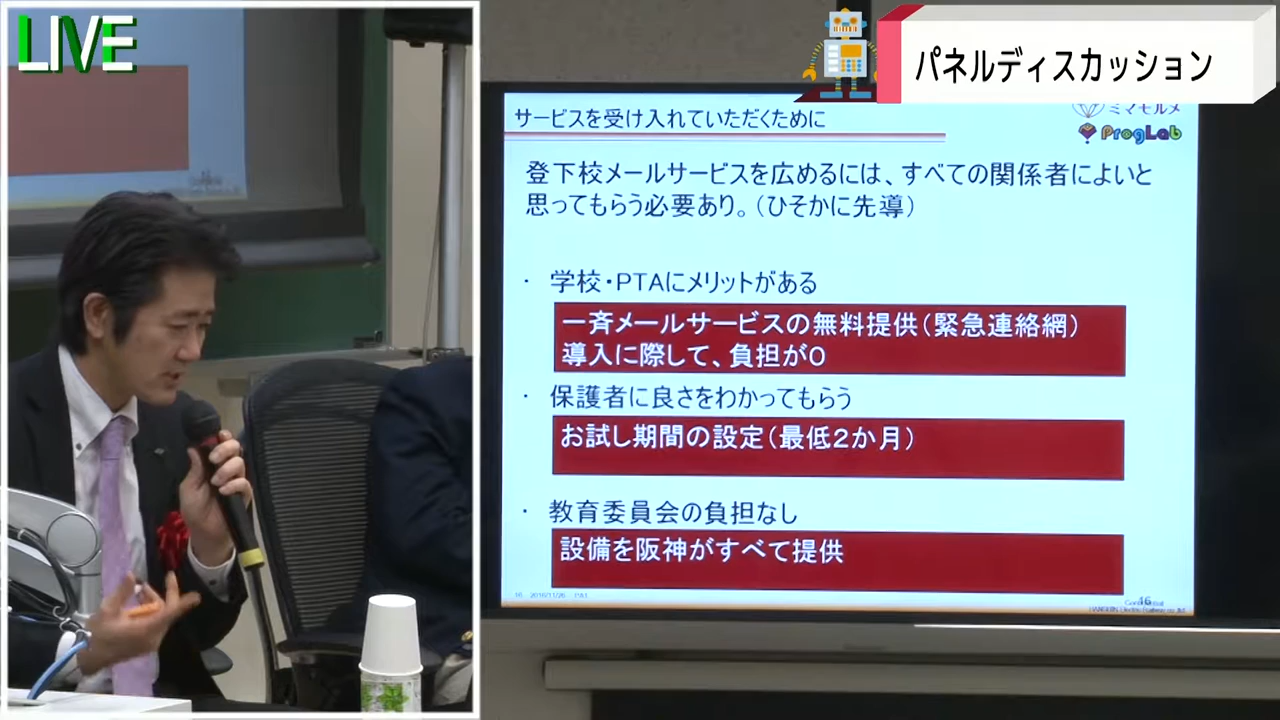 LIVE
パネルディスカッション
サービスを受け入れていただくために
ミマモルメ
ProgLab
登下校メールサービスを広めるには、すべての関係者によいと
思ってもらう必要あり。（ひそかに先導）
・ 学校・PTAにメリットがある
一斉メールサービスの無料提供（緊急連絡網）
導入に際して、負担が０
・ 保護者に良さをわかってもらう
お試し期間の設定（最低２か月）
・ 教育委員会の負担なし
設備を阪神がすべて提供
16